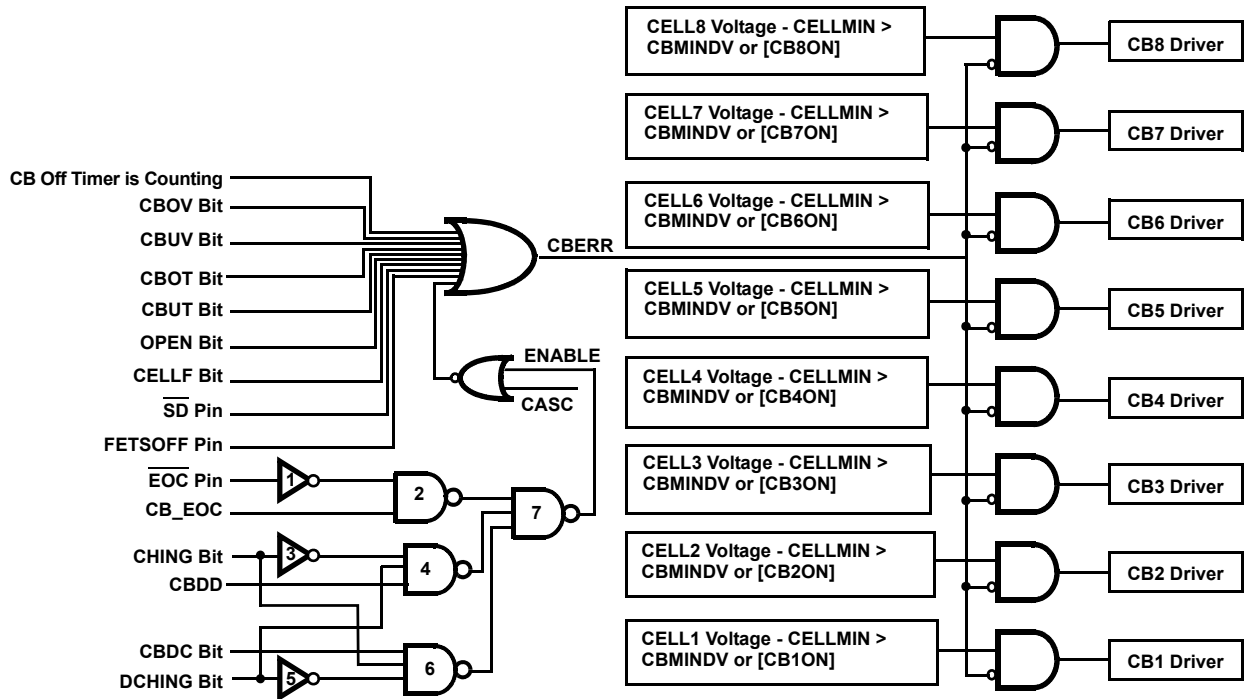 CELL8 Voltage - CELLMIN >
CBMINDV or [CB8ON]
CB8 Driver
CELL7 Voltage - CELLMIN >
CBMINDV or [CB7ON]
CB7 Driver
CB Off Timer is Counting
CBOV Bit
CBUV Bit
CBOT Bit
CBUT Bit
OPEN Bit
CELLF Bit
SD Pin
FETSOFF Pin
EOC Pin
CB_EOC
CHING Bit
CBDD
CBDC Bit
DCHING Bit
1
2
3
4
5
6
7
CBERR
ENABLE
CASC
CELL6 Voltage - CELLMIN >
CBMINDV or [CB6ON]
CB6 Driver
CELL5 Voltage - CELLMIN >
CBMINDV or [CB5ON]
CB5 Driver
CELL4 Voltage - CELLMIN >
CBMINDV or [CB4ON]
CB4 Driver
CELL3 Voltage - CELLMIN >
CBMINDV or [CB3ON]
CB3 Driver
CELL2 Voltage - CELLMIN >
CBMINDV or [CB2ON]
CB2 Driver
CELL1 Voltage - CELLMIN >
CBMINDV or [CB1ON]
CB1 Driver